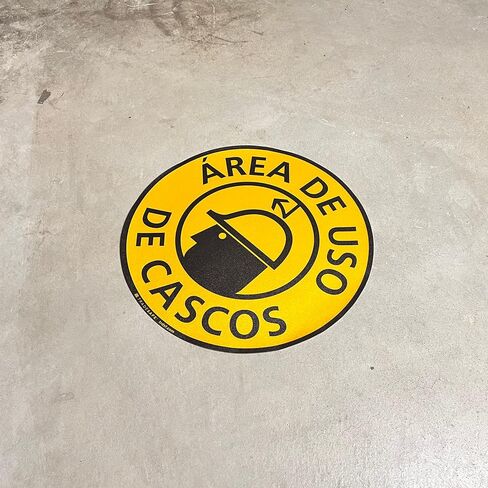 ÁREA DE USO
DE CASCOS